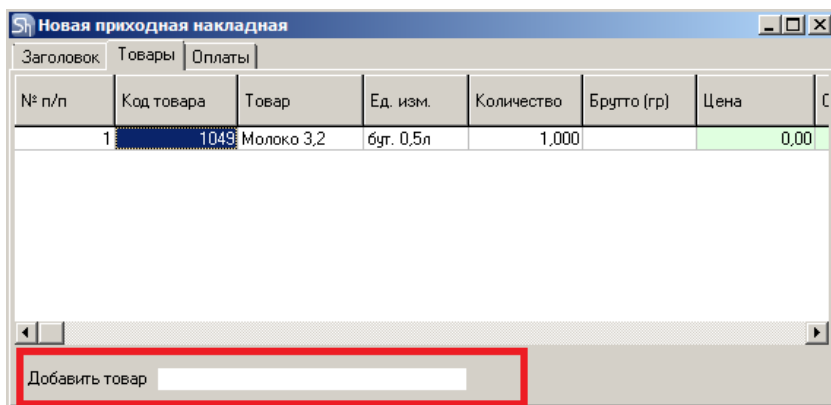 Sh Новая приходная накладная
Заголовок Товары Оплаты
№ п/п Код товара Товар Ед. изм. Количество Брутто (гр) Цена
1 1049 Молоко 3,2 бут. 0,5л 1,000 0,00
Добавить товар